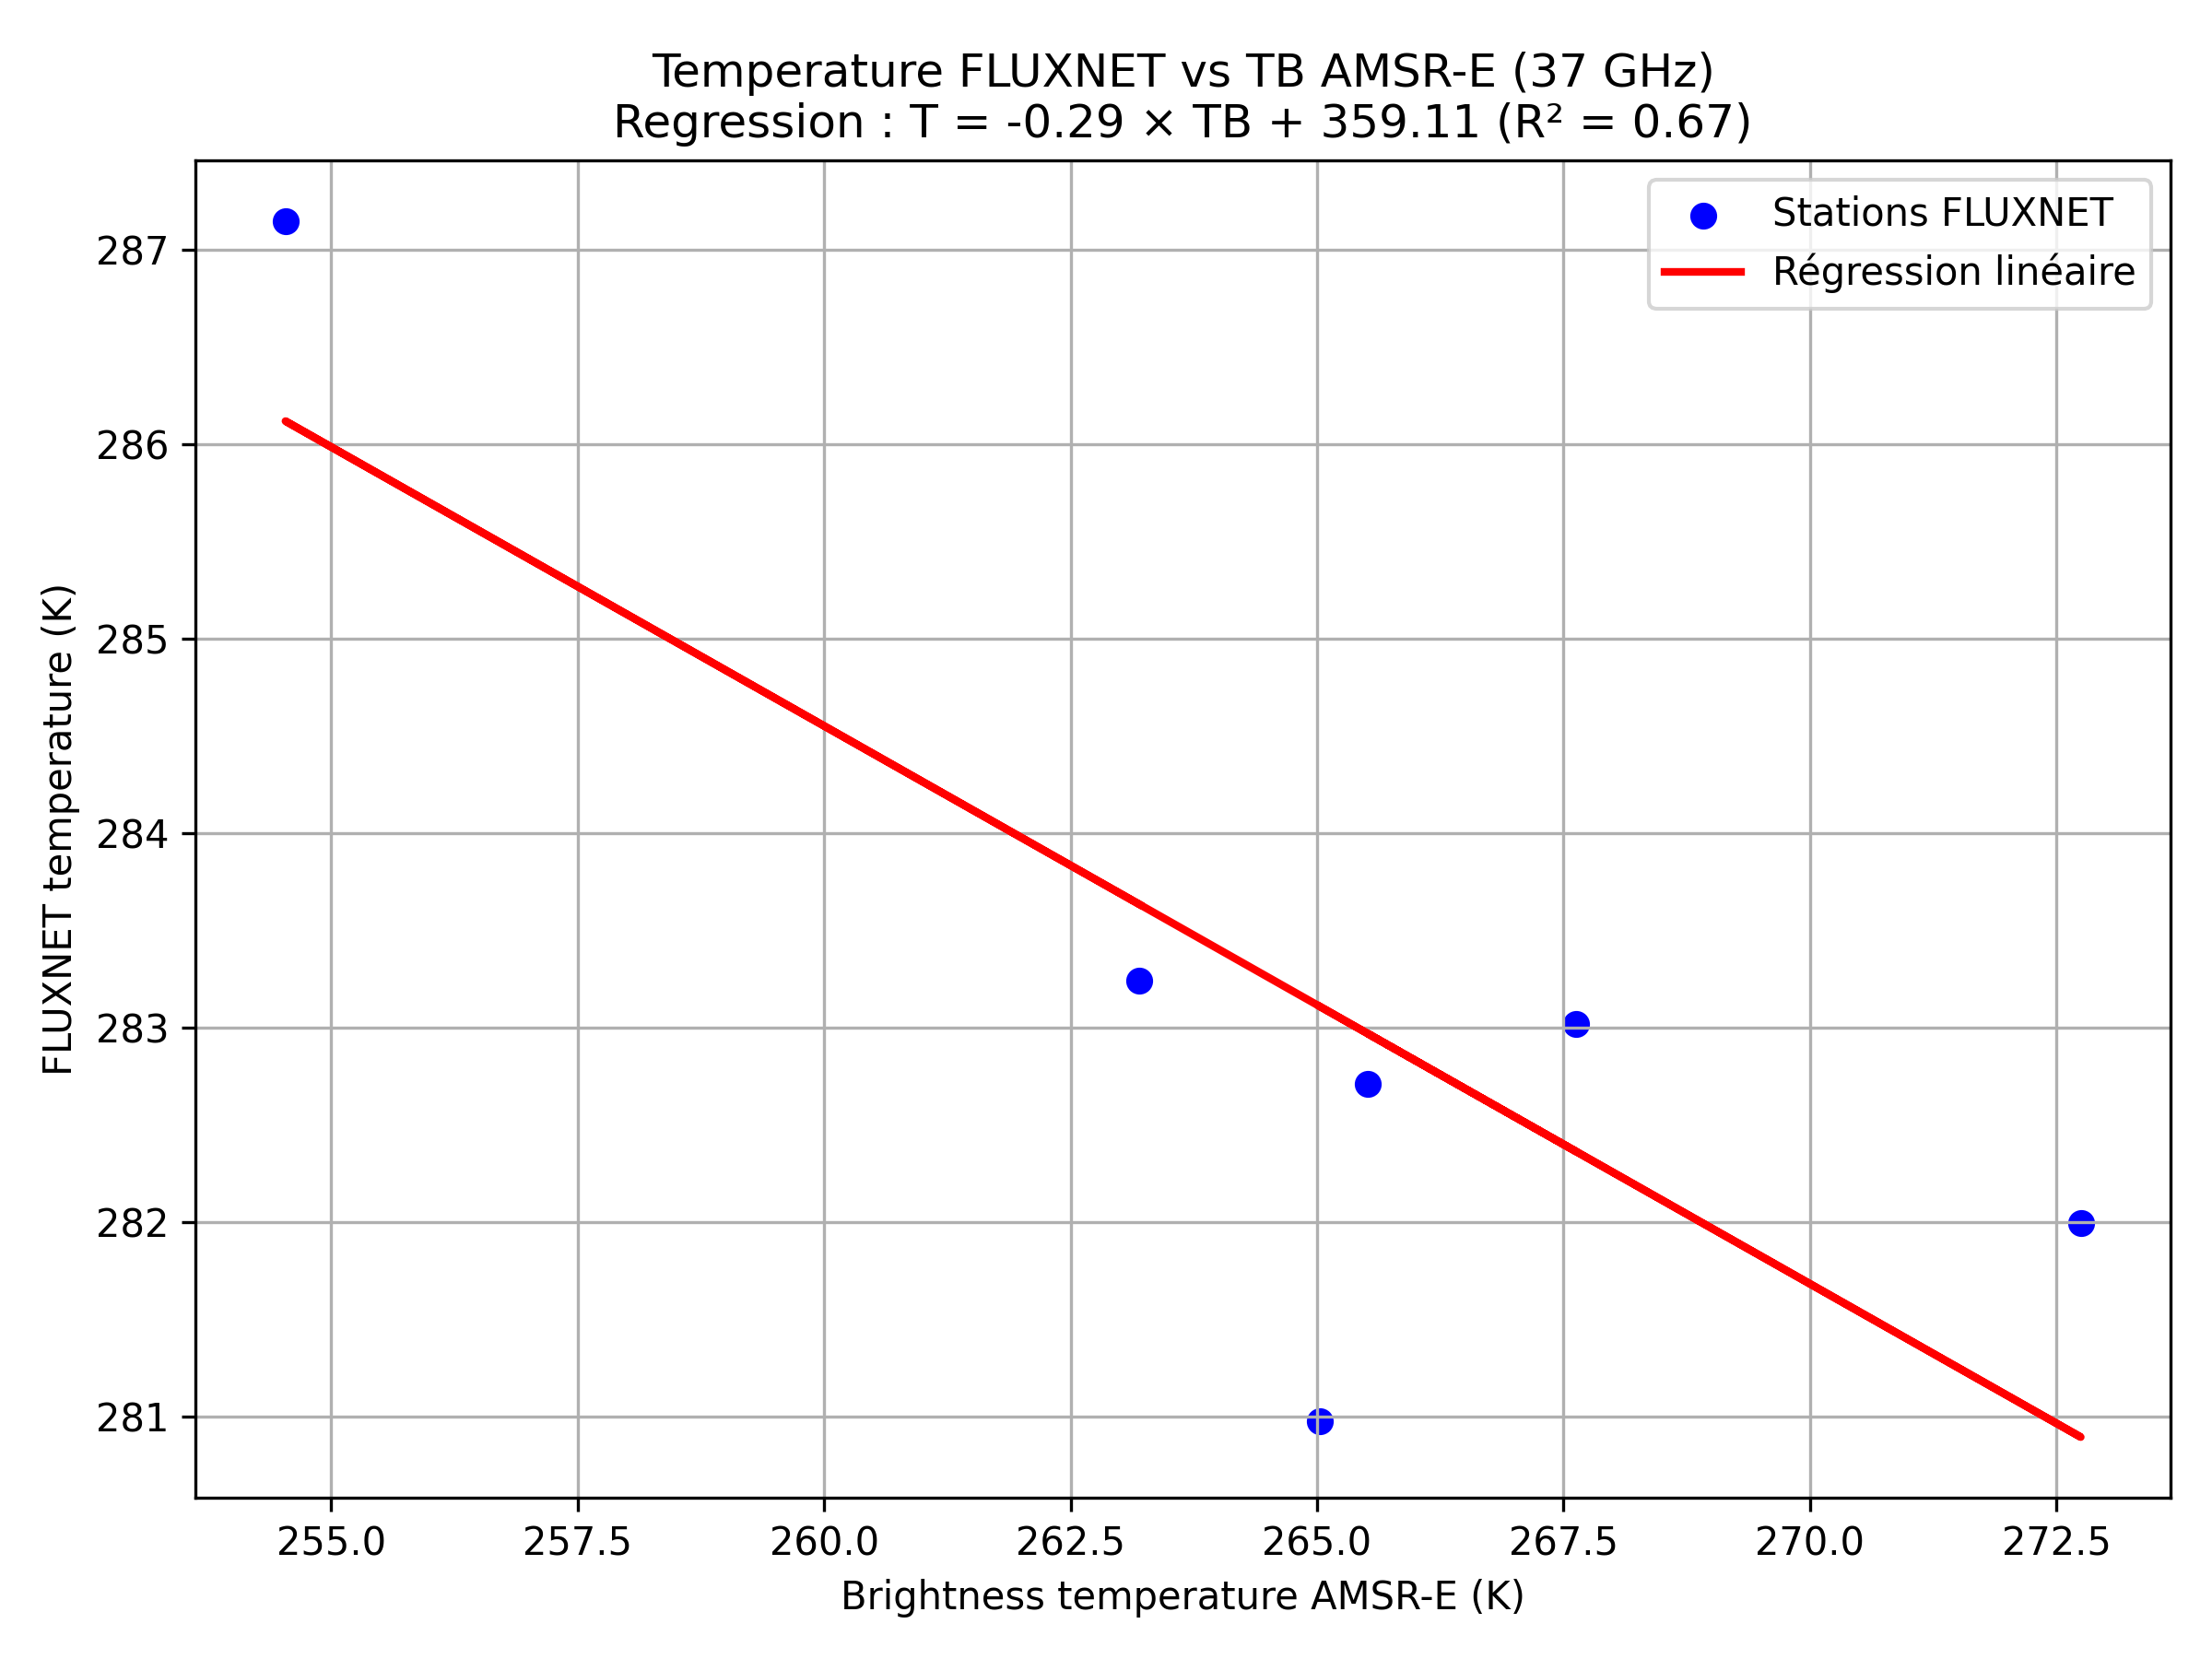 Temperature FLUXNET vs TB AMSR-E (37 GHz)
Regression : T = -0.29 × TB + 359.11 (R² = 0.67)
Stations FLUXNET
Régression linéaire
FLUXNET temperature (K)
287
286
285
284
283
282
281
255.0 257.5 260.0 262.5 265.0 267.5 270.0 272.5
Brightness temperature AMSR-E (K)